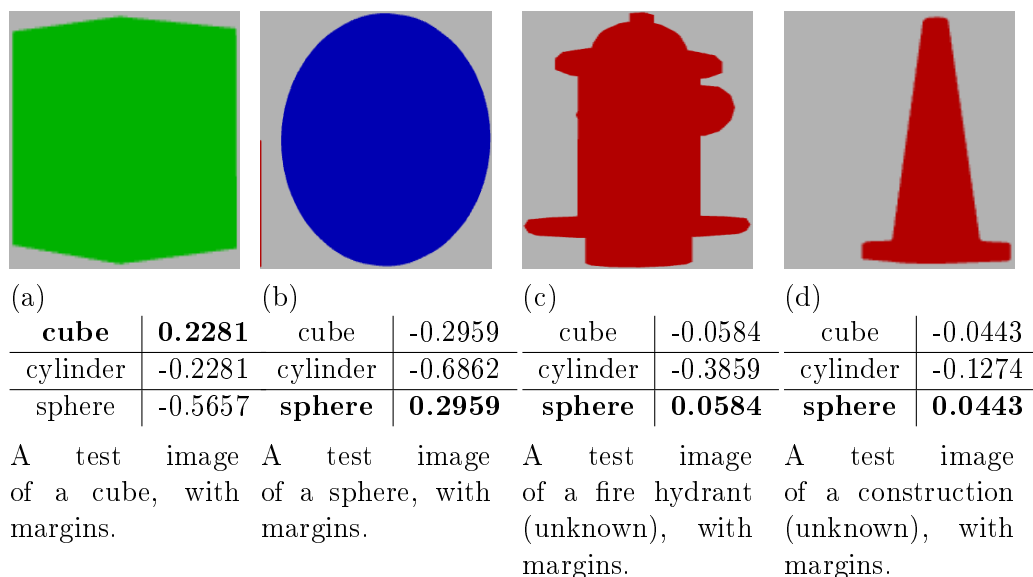 (a)
cube 0.2281
cylinder -0.2281
sphere -0.5657
A test image
of a cube, with
margins.
(b)
cube -0.2959
cylinder -0.6862
sphere 0.2959
A test image
of a sphere, with
margins.
(c)
cube -0.0584
cylinder -0.3859
sphere 0.0584
A test image
of a fire hydrant
(unknown), with
margins.
(d)
cube -0.0443
cylinder -0.1274
sphere 0.0443
A test image
of a construction
(unknown), with
margins.